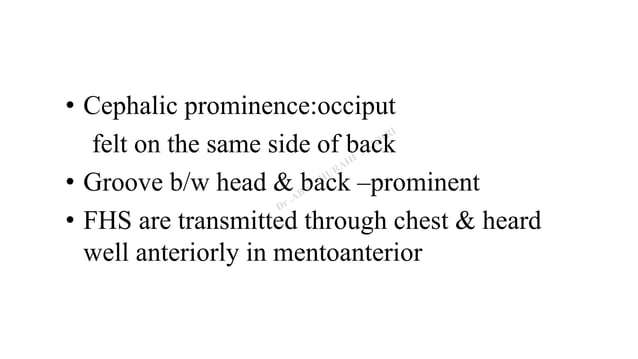 • Cephalic prominence:occiput
felt on the same side of back
• Groove b/w head & back –prominent
• FHS are transmitted through chest & heard
well anteriorly in mentoanterior